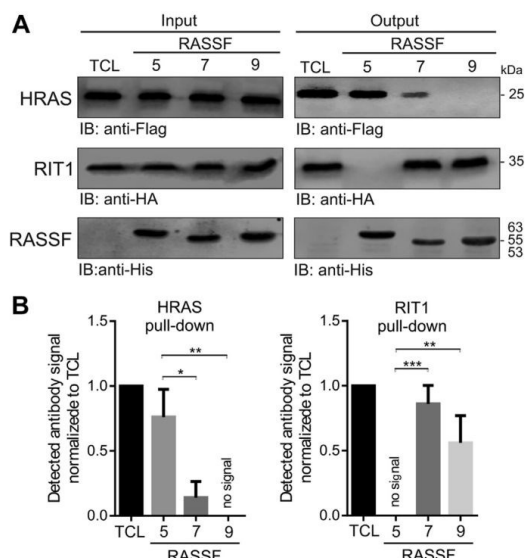 A
Input
Output
RASSF
RASSF
TCL 5 7 9
TCL 5 7 9
kDa
HRAS
25
IB: anti-Flag
IB: anti-Flag
RIT1
35
IB: anti-HA
IB: anti-HA
RASSF
63
55
53
IB:anti-His
IB:anti-His
B
HRAS
pull-down
Detected antibody signal
normalizede to TCL
1.5
1.0
0.5
0.0
**
*
no signal
TCL 5 7 9
RASSF
RIT1
pull-down
Detected antibody signal
normalizede to TCL
1.5
1.0
0.5
0.0
**
***
no signal
TCL 5 7 9
RASSF